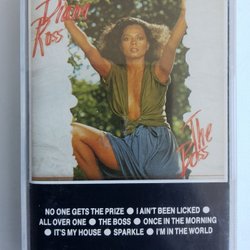 Diana
Ross
The
Boss
NO ONE GETS THE PRIZE ● I AIN'T BEEN LICKED ●
ALL OVER ONE ● THE BOSS ● ONCE IN THE MORNING
● IT'S MY HOUSE ● SPARKLE ● I'M IN THE WORLD